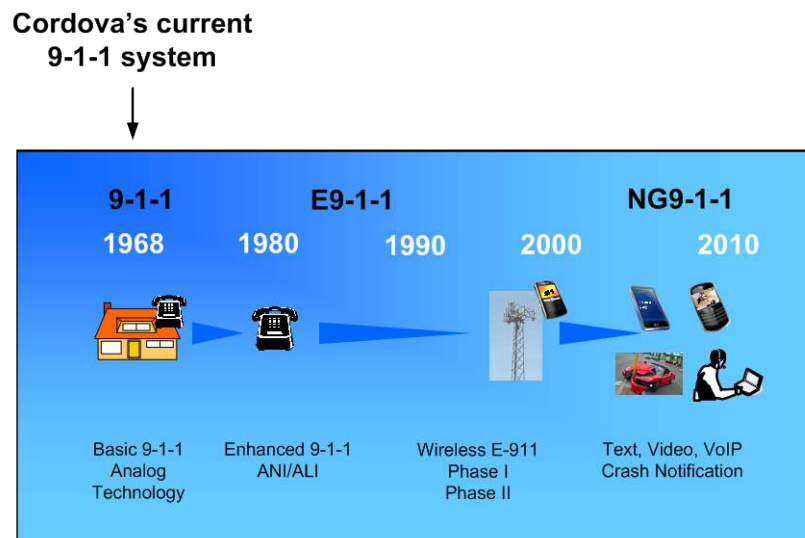 Cordova's current
9-1-1 system
9-1-1
E9-1-1
NG9-1-1
1968
1980
1990
2000
2010
Basic 9-1-1
Analog
Technology
Enhanced 9-1-1
ANI/ALI
Wireless E-911
Phase I
Phase II
Text, Video, VoIP
Crash Notification